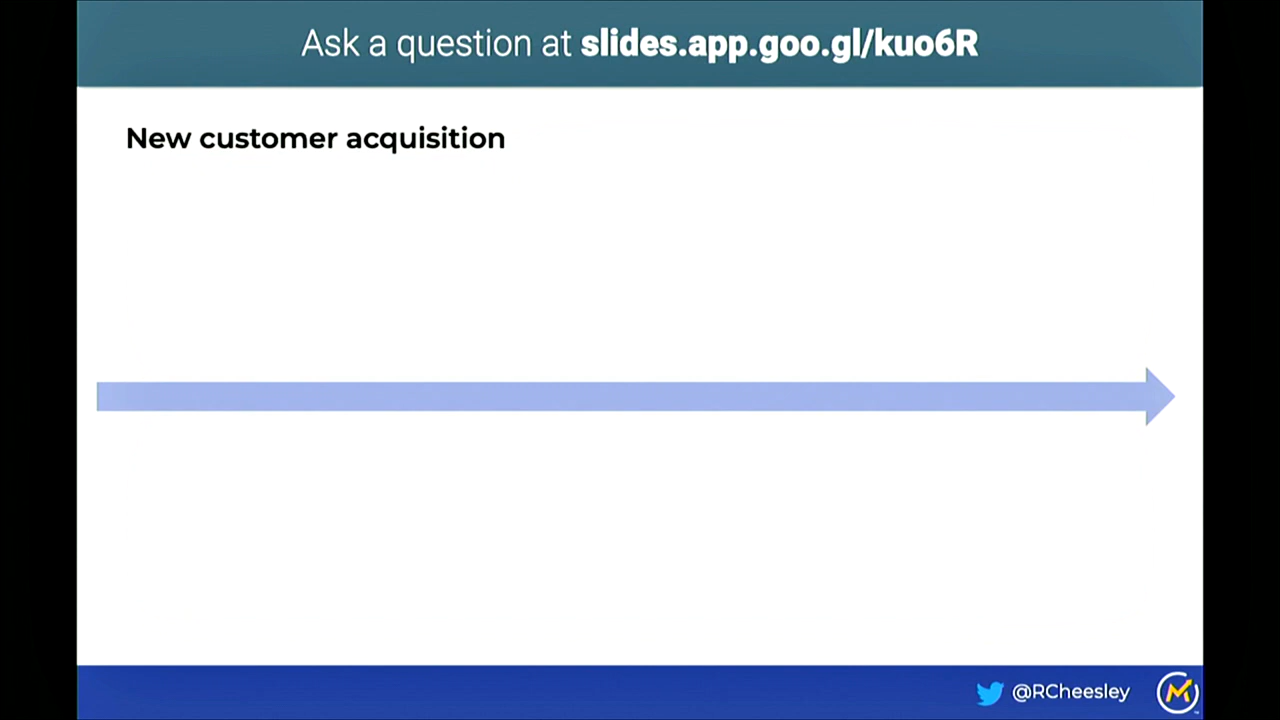 Ask a question at slides.app.goo.gl/kuo6R
New customer acquisition
@RCheesley